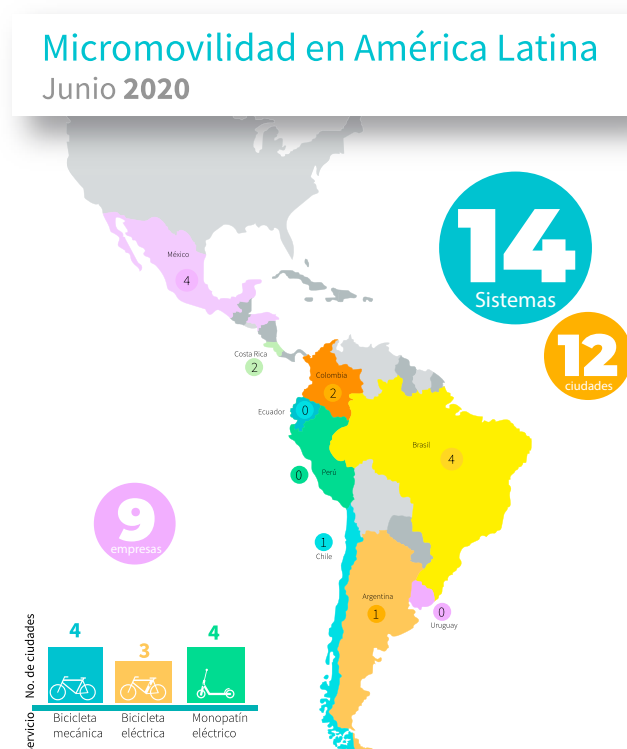 Micromovilidad en América Latina
Junio 2020
14
Sistemas
12
ciudades
México
4
Costa Rica
2
Colombia
2
Ecuador
0
Brasil
4
Perú
0
9
empresas
1
Chile
Argentina
1
0
Uruguay
No. de ciudades
4
3
4
ervicio
Bicicleta
mecánica
Bicicleta
eléctrica
Monopatín
eléctrico